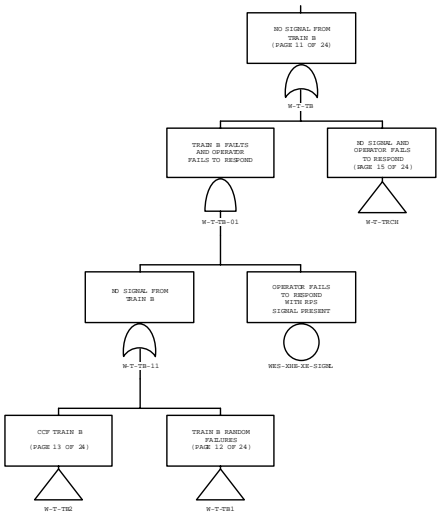 NO SIGNAL FROM
TRAIN B
(PAGE 11 OF 24)
W-T-TB
TRAIN B FAULTS
AND OPERATOR
FAILS TO RESPOND
W-T-TB-01
NO SIGNAL AND
OPERATOR FAILS
TO RESPOND
(PAGE 15 OF 24)
W-T-TRCH
NO SIGNAL FROM
TRAIN B
W-T-TB-11
OPERATOR FAILS
TO RESPOND
WITH RPS
SIGNAL PRESENT
WES-XHE-XE-SIGNL
CCF TRAIN B
(PAGE 13 OF 24)
W-T-TB2
TRAIN B RANDOM
FAILURES
(PAGE 12 OF 24)
W-T-TB1